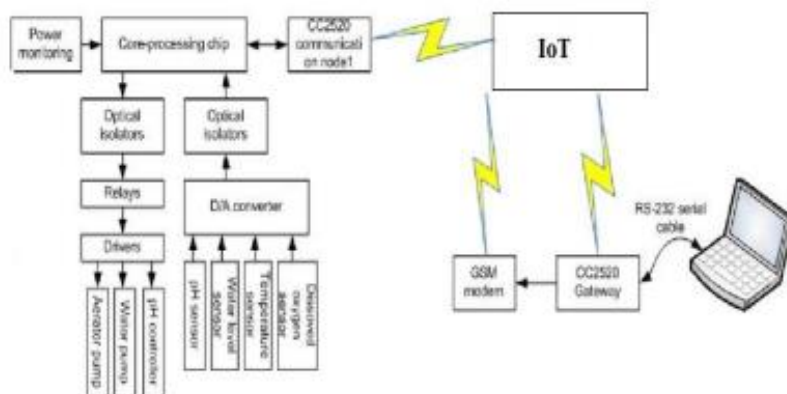 Power
monitoring
Core-processing chip
CC2520
communicati
on node1
IoT
Optical
isolators
Optical
isolators
Relays
D/A converter
Drivers
RS-232 serial
cable
GSM
modem
CC2520
Gateway
Aerator pump
Water pump
pH controller
pH sensor
Water level
sensor
Temperature
sensor
Dissoved
oxygen
sensor